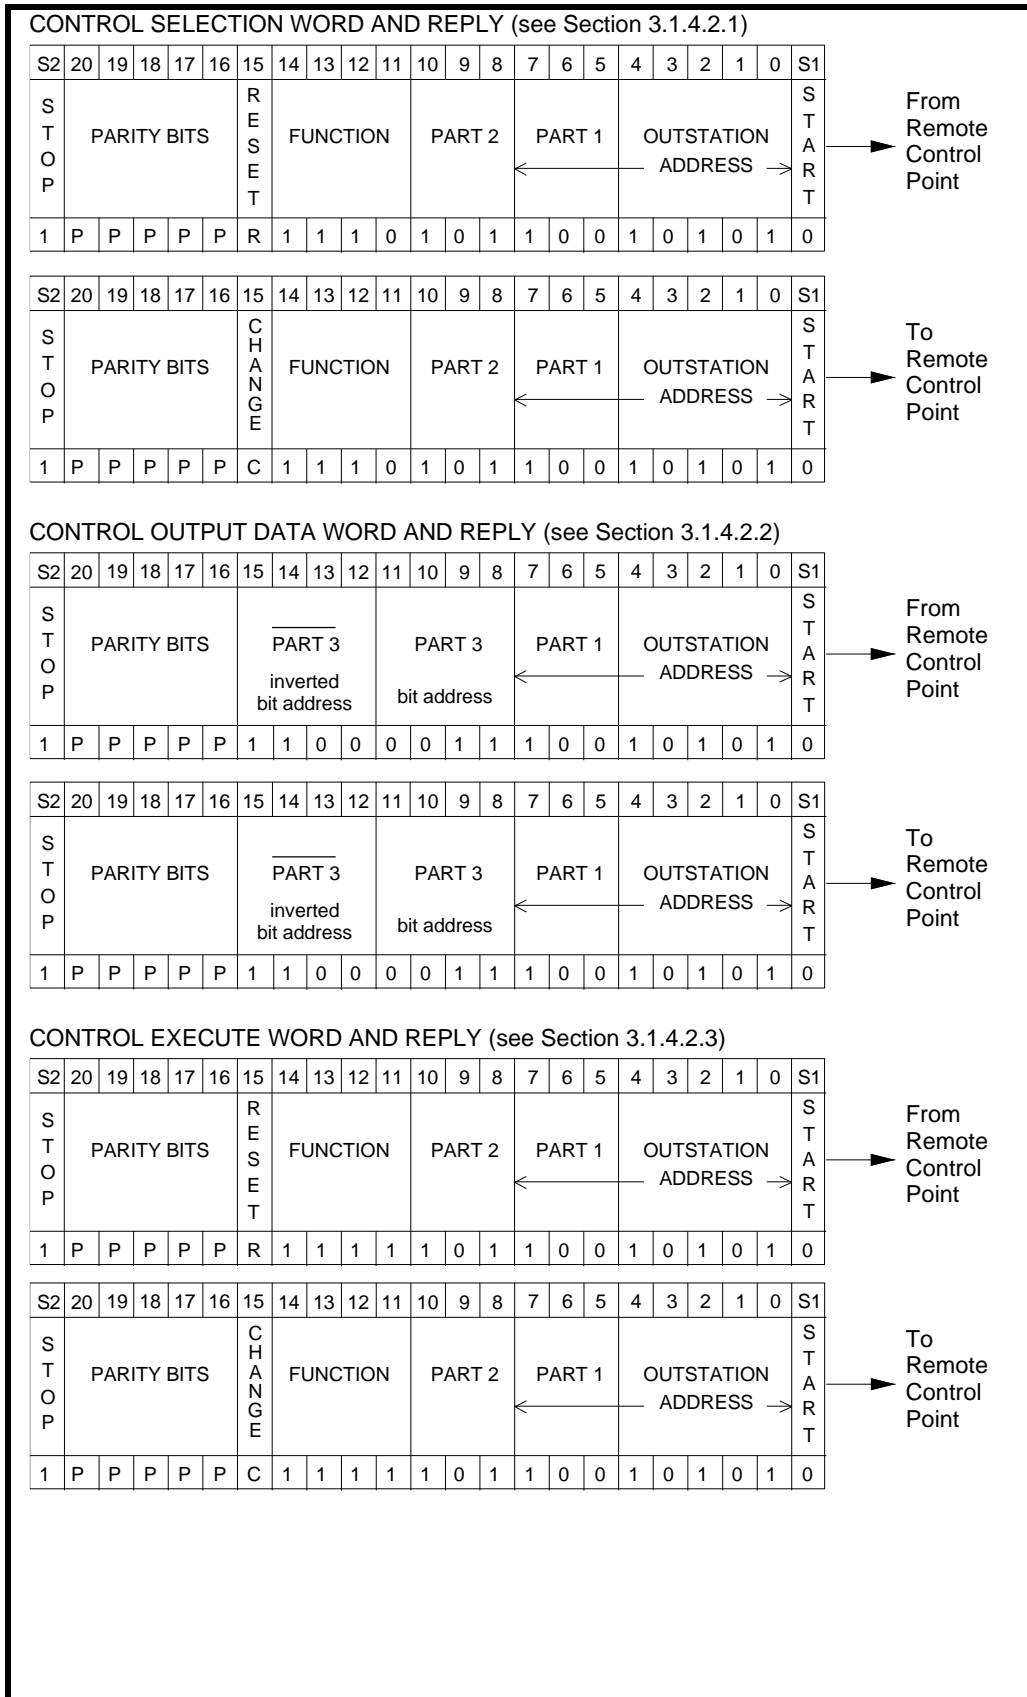 CONTROL SELECTION WORD AND REPLY (see Section 3.1.4.2.1)
S2 20 19 18 17 16 15 14 13 12 11 10 9 8 7 6 5 4 3 2 1 0 S1
STOP PARITY BITS RESET FUNCTION PART 2 PART 1 OUTSTATION ADDRESS START
From
Remote
Control
Point
1 P P P P P R 1 1 1 0 1 0 1 1 0 0 1 0 1 0 1 0
S2 20 19 18 17 16 15 14 13 12 11 10 9 8 7 6 5 4 3 2 1 0 S1
STOP PARITY BITS CHANGE FUNCTION PART 2 PART 1 OUTSTATION ADDRESS START
To
Remote
Control
Point
1 P P P P P C 1 1 1 0 1 0 1 1 0 0 1 0 1 0 1 0
CONTROL OUTPUT DATA WORD AND REPLY (see Section 3.1.4.2.2)
S2 20 19 18 17 16 15 14 13 12 11 10 9 8 7 6 5 4 3 2 1 0 S1
STOP PARITY BITS PART 3 inverted bit address PART 3 bit address PART 1 OUTSTATION ADDRESS START
From
Remote
Control
Point
1 P P P P P 1 1 0 0 0 0 1 1 1 0 0 1 0 1 0 1 0
S2 20 19 18 17 16 15 14 13 12 11 10 9 8 7 6 5 4 3 2 1 0 S1
STOP PARITY BITS PART 3 inverted bit address PART 3 bit address PART 1 OUTSTATION ADDRESS START
To
Remote
Control
Point
1 P P P P P 1 1 0 0 0 0 1 1 1 0 0 1 0 1 0 1 0
CONTROL EXECUTE WORD AND REPLY (see Section 3.1.4.2.3)
S2 20 19 18 17 16 15 14 13 12 11 10 9 8 7 6 5 4 3 2 1 0 S1
STOP PARITY BITS RESET FUNCTION PART 2 PART 1 OUTSTATION ADDRESS START
From
Remote
Control
Point
1 P P P P P R 1 1 1 1 1 0 1 1 0 0 1 0 1 0 1 0
S2 20 19 18 17 16 15 14 13 12 11 10 9 8 7 6 5 4 3 2 1 0 S1
STOP PARITY BITS CHANGE FUNCTION PART 2 PART 1 OUTSTATION ADDRESS START
To
Remote
Control
Point
1 P P P P P C 1 1 1 1 1 0 1 1 0 0 1 0 1 0 1 0